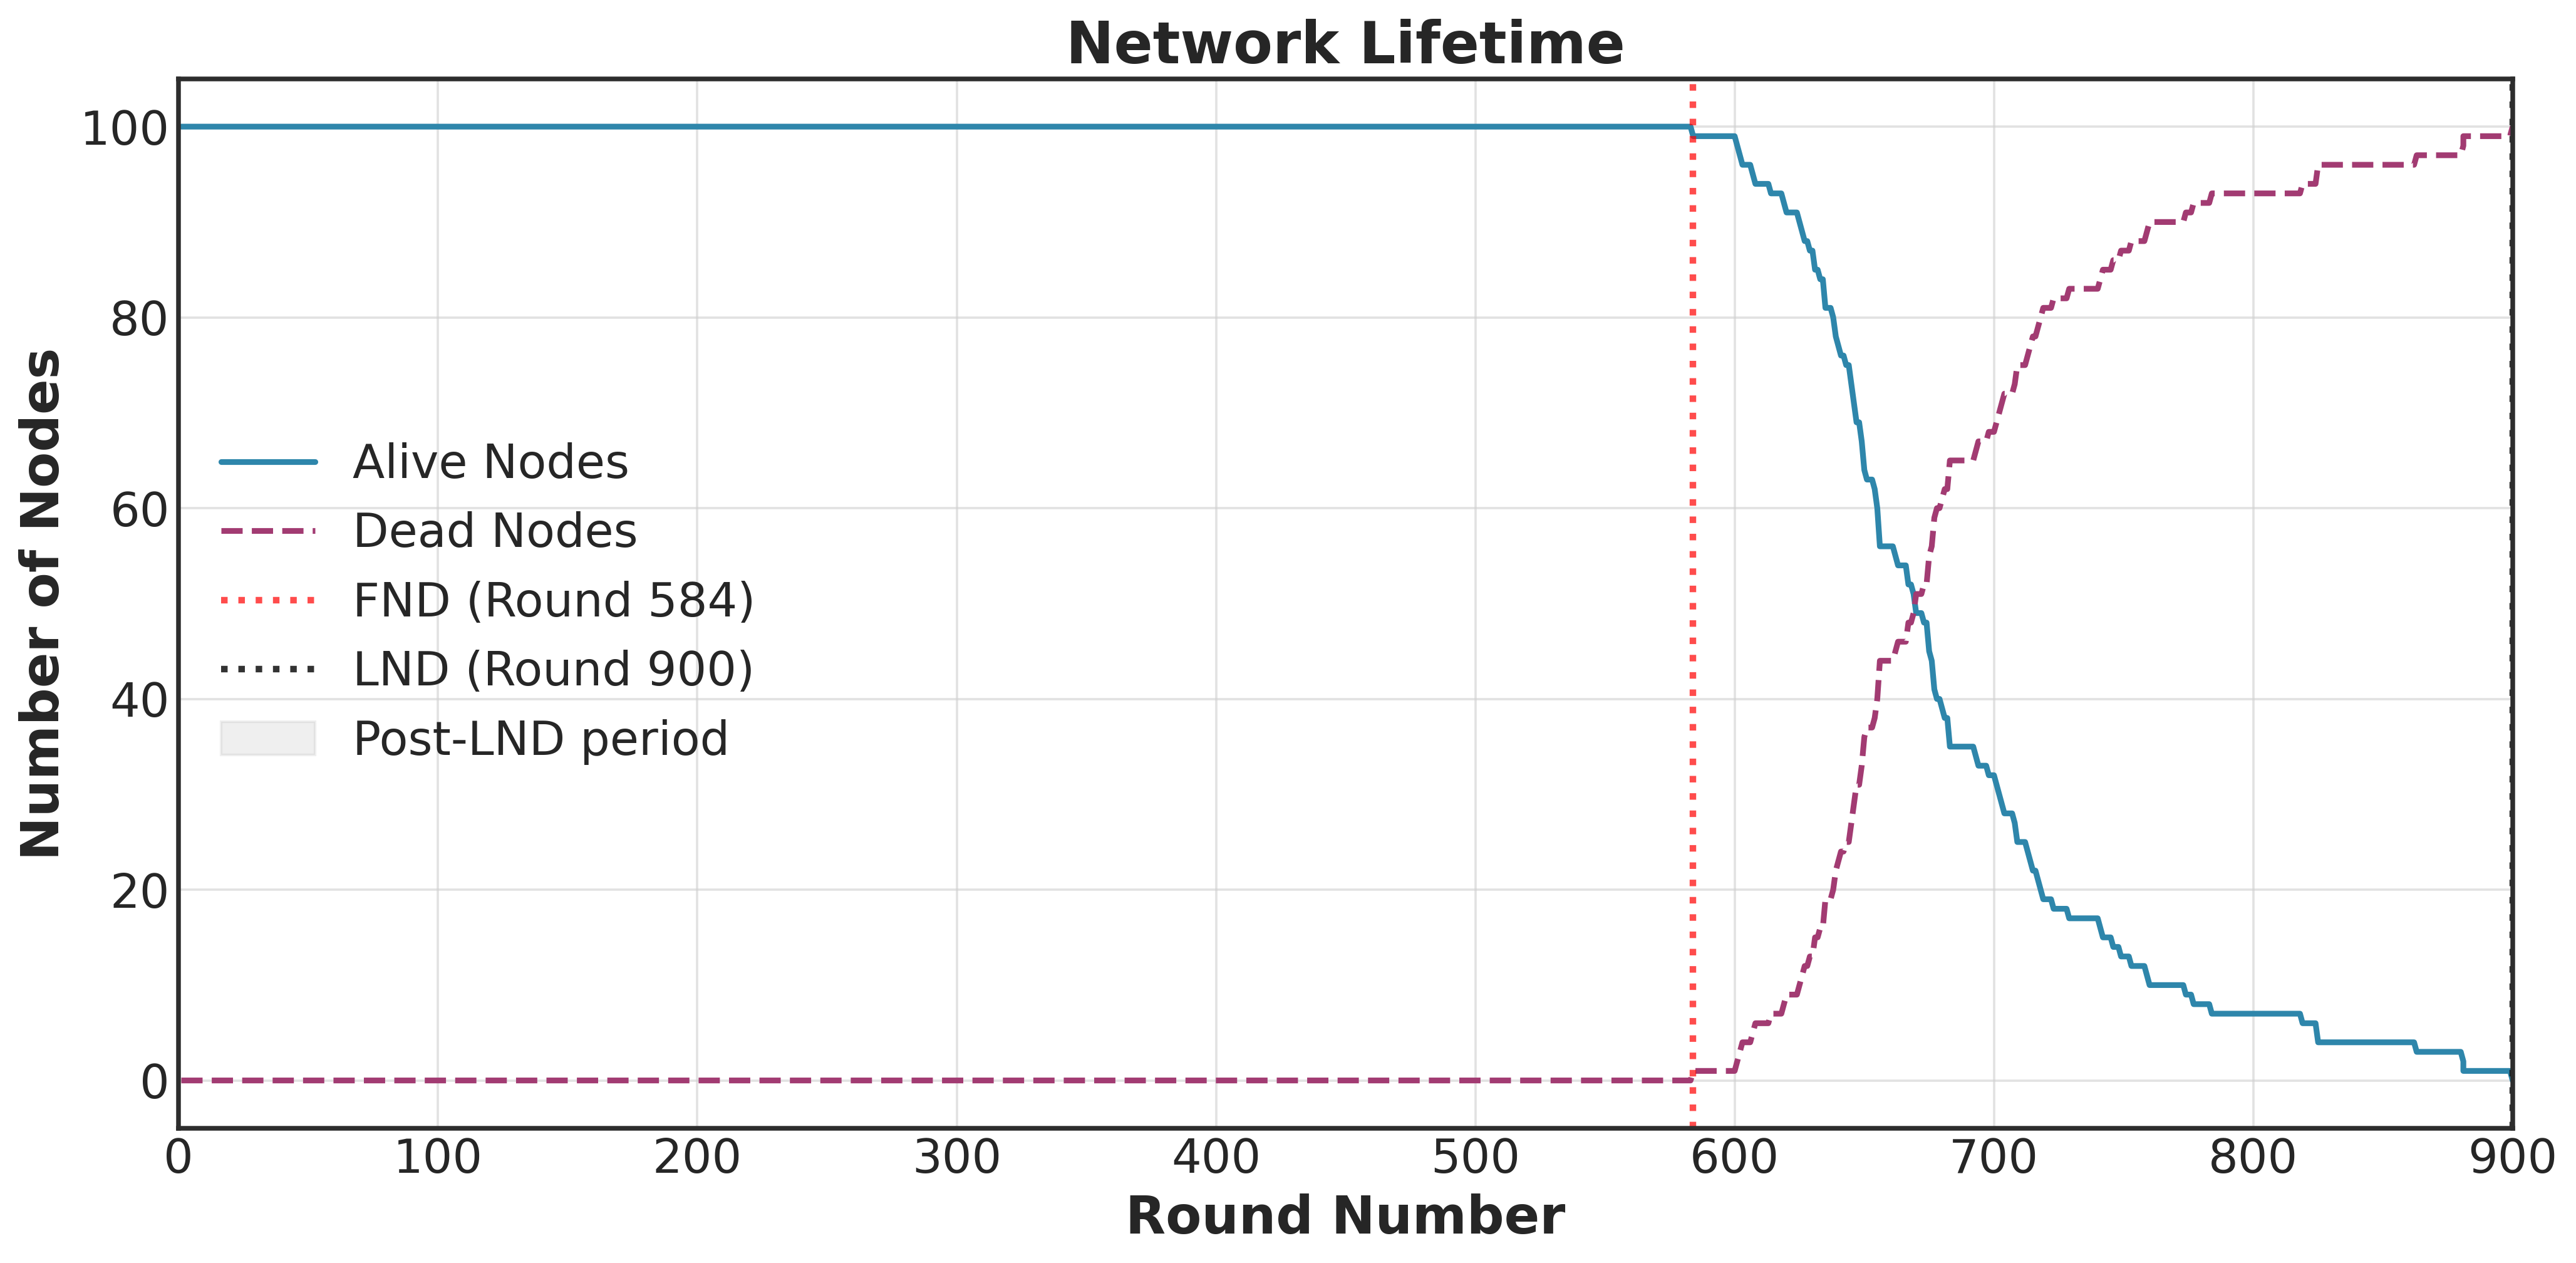 Network Lifetime
Number of Nodes
100
80
60
40
20
0
Alive Nodes
Dead Nodes
FND (Round 584)
LND (Round 900)
Post-LND period
0 100 200 300 400 500 600 700 800 900
Round Number